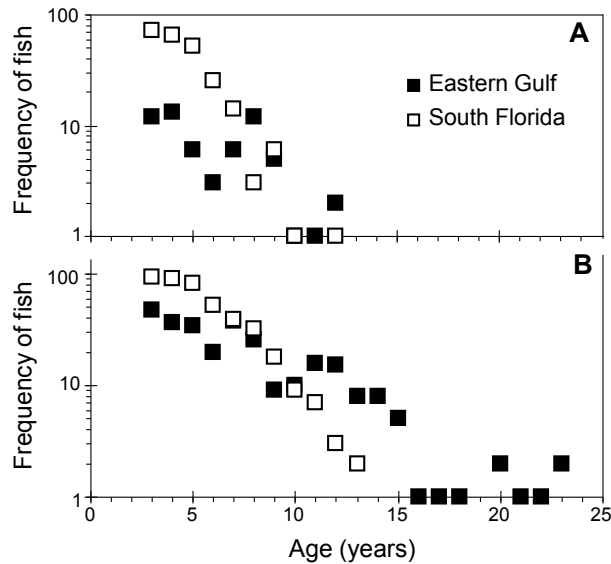 100
A
Eastern Gulf
South Florida
10
1
Frequency of fish
B
100
10
1
Frequency of fish
0 5 10 15 20 25
Age (years)